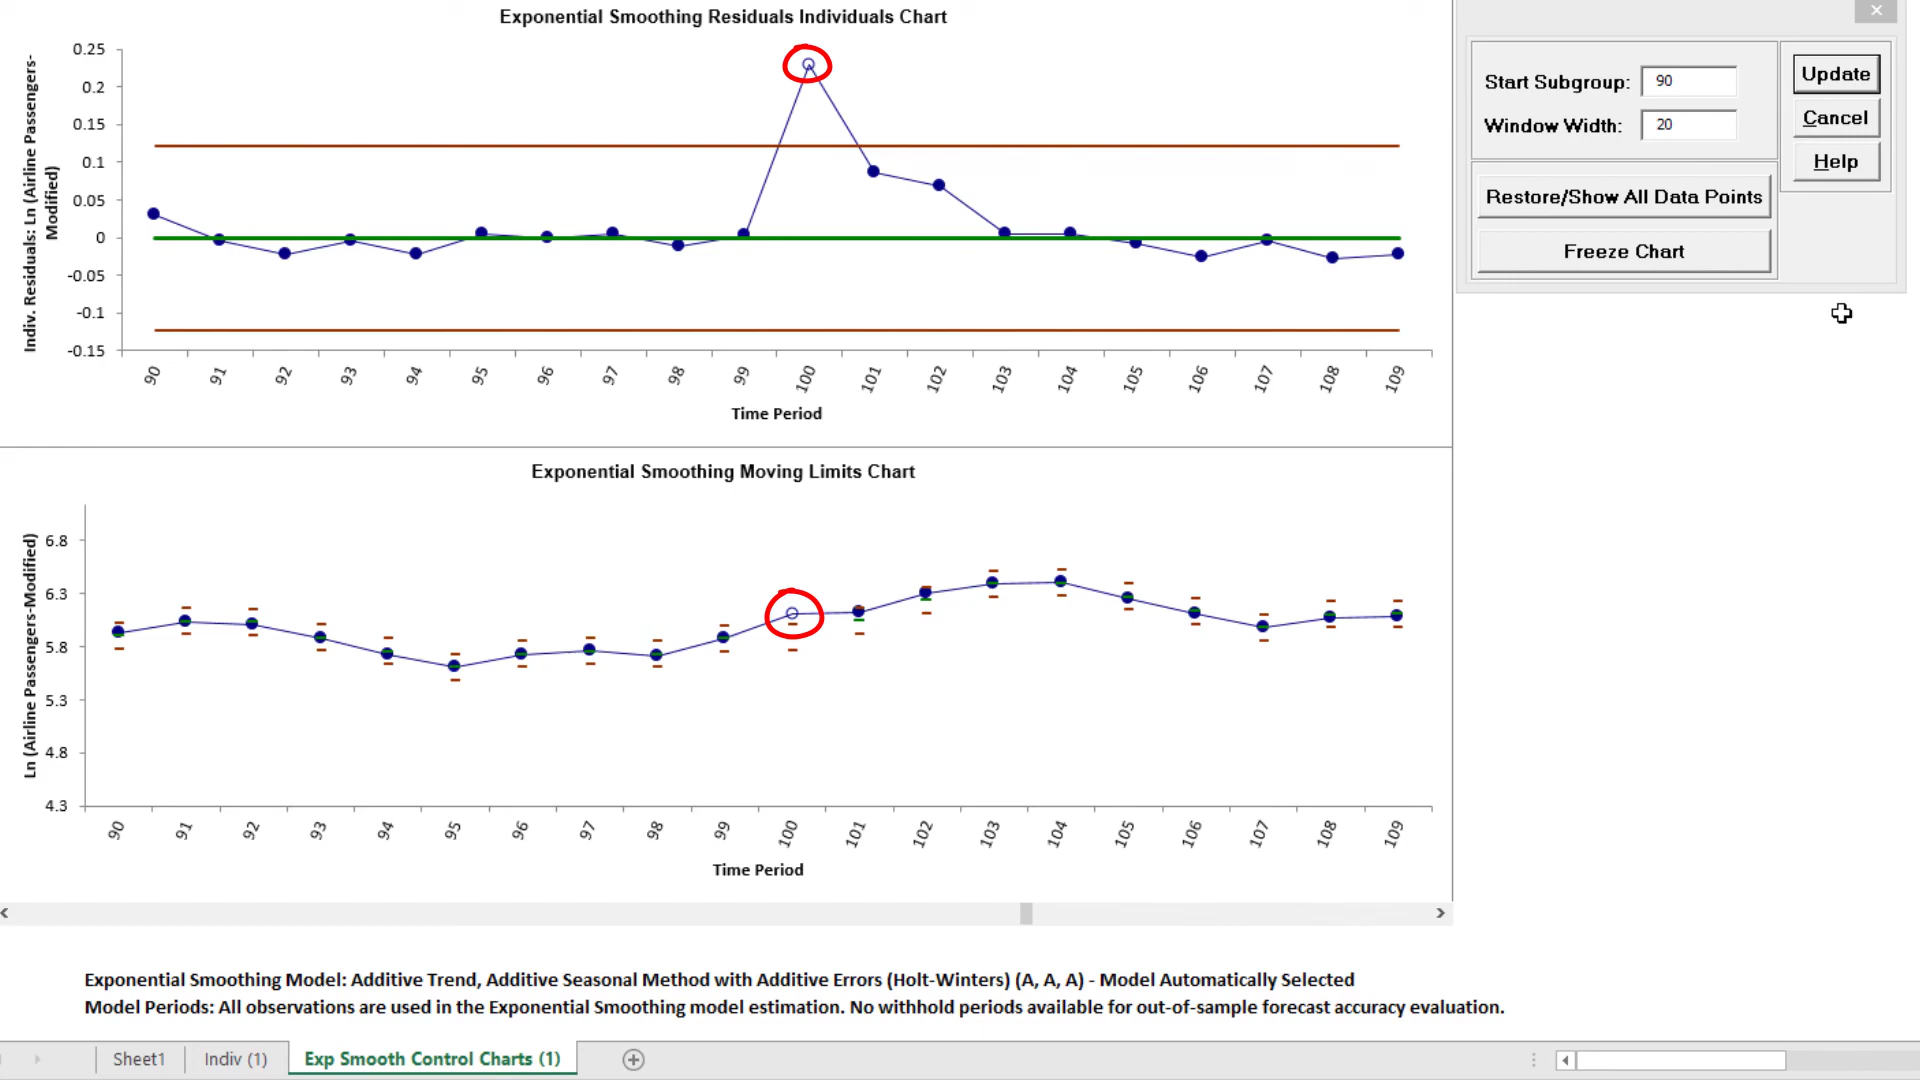 Exponential Smoothing Residuals Individuals Chart
Indiv. Residuals: Ln (Airline Passengers-
Modified)
0.25
0.2
0.15
0.1
0.05
0
-0.05
-0.1
-0.15
90 91 92 93 94 95 96 97 98 99 100 101 102 103 104 105 106 107 108 109
Time Period
Start Subgroup: 90
Window Width: 20
Update
Cancel
Help
Restore/Show All Data Points
Freeze Chart
Exponential Smoothing Moving Limits Chart
Ln (Airline Passengers-Modified)
6.8
6.3
5.8
5.3
4.8
4.3
90 91 92 93 94 95 96 97 98 99 100 101 102 103 104 105 106 107 108 109
Time Period
Exponential Smoothing Model: Additive Trend, Additive Seasonal Method with Additive Errors (Holt-Winters) (A, A, A) - Model Automatically Selected
Model Periods: All observations are used in the Exponential Smoothing model estimation. No withhold periods available for out-of-sample forecast accuracy evaluation.
Sheet1 Indiv (1) Exp Smooth Control Charts (1)